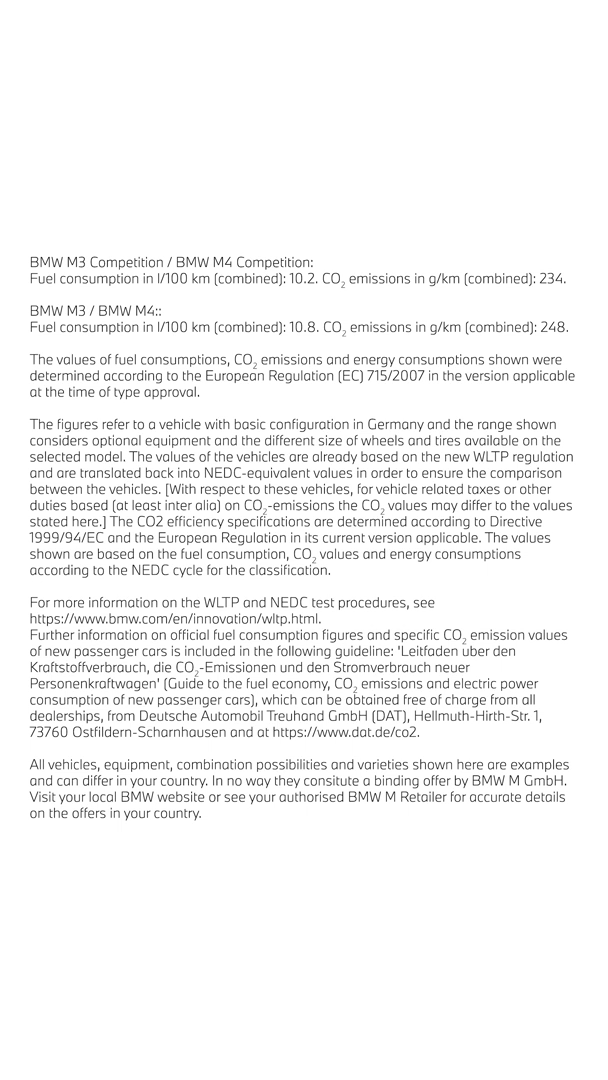 BMW M3 Competition / BMW M4 Competition:
Fuel consumption in l/100 km (combined): 10.2. CO₂ emissions in g/km (combined): 234.
BMW M3 / BMW M4::
Fuel consumption in l/100 km (combined): 10.8. CO₂ emissions in g/km (combined): 248.
The values of fuel consumptions, CO₂ emissions and energy consumptions shown were
determined according to the European Regulation (EC) 715/2007 in the version applicable
at the time of type approval.
The figures refer to a vehicle with basic configuration in Germany and the range shown
considers optional equipment and the different size of wheels and tires available on the
selected model. The values of the vehicles are already based on the new WLTP regulation
and are translated back into NEDC-equivalent values in order to ensure the comparison
between the vehicles. [With respect to these vehicles, for vehicle related taxes or other
duties based (at least inter alia) on CO₂-emissions the CO₂ values may differ to the values
stated here.] The CO2 efficiency specifications are determined according to Directive
1999/94/EC and the European Regulation in its current version applicable. The values
shown are based on the fuel consumption, CO₂ values and energy consumptions
according to the NEDC cycle for the classification.
For more information on the WLTP and NEDC test procedures, see
https://www.bmw.com/en/innovation/wltp.html.
Further information on official fuel consumption figures and specific CO₂ emission values
of new passenger cars is included in the following guideline: 'Leitfaden über den
Kraftstoffverbrauch, die CO₂-Emissionen und den Stromverbrauch neuer
Personenkraftwagen' (Guide to the fuel economy, CO₂ emissions and electric power
consumption of new passenger cars), which can be obtained free of charge from all
dealerships, from Deutsche Automobil Treuhand GmbH (DAT), Hellmuth-Hirth-Str. 1,
73760 Ostfildern-Scharnhausen and at https://www.dat.de/co2.
All vehicles, equipment, combination possibilities and varieties shown here are examples
and can differ in your country. In no way they consitute a binding offer by BMW M GmbH.
Visit your local BMW website or see your authorised BMW M Retailer for accurate details
on the offers in your country.